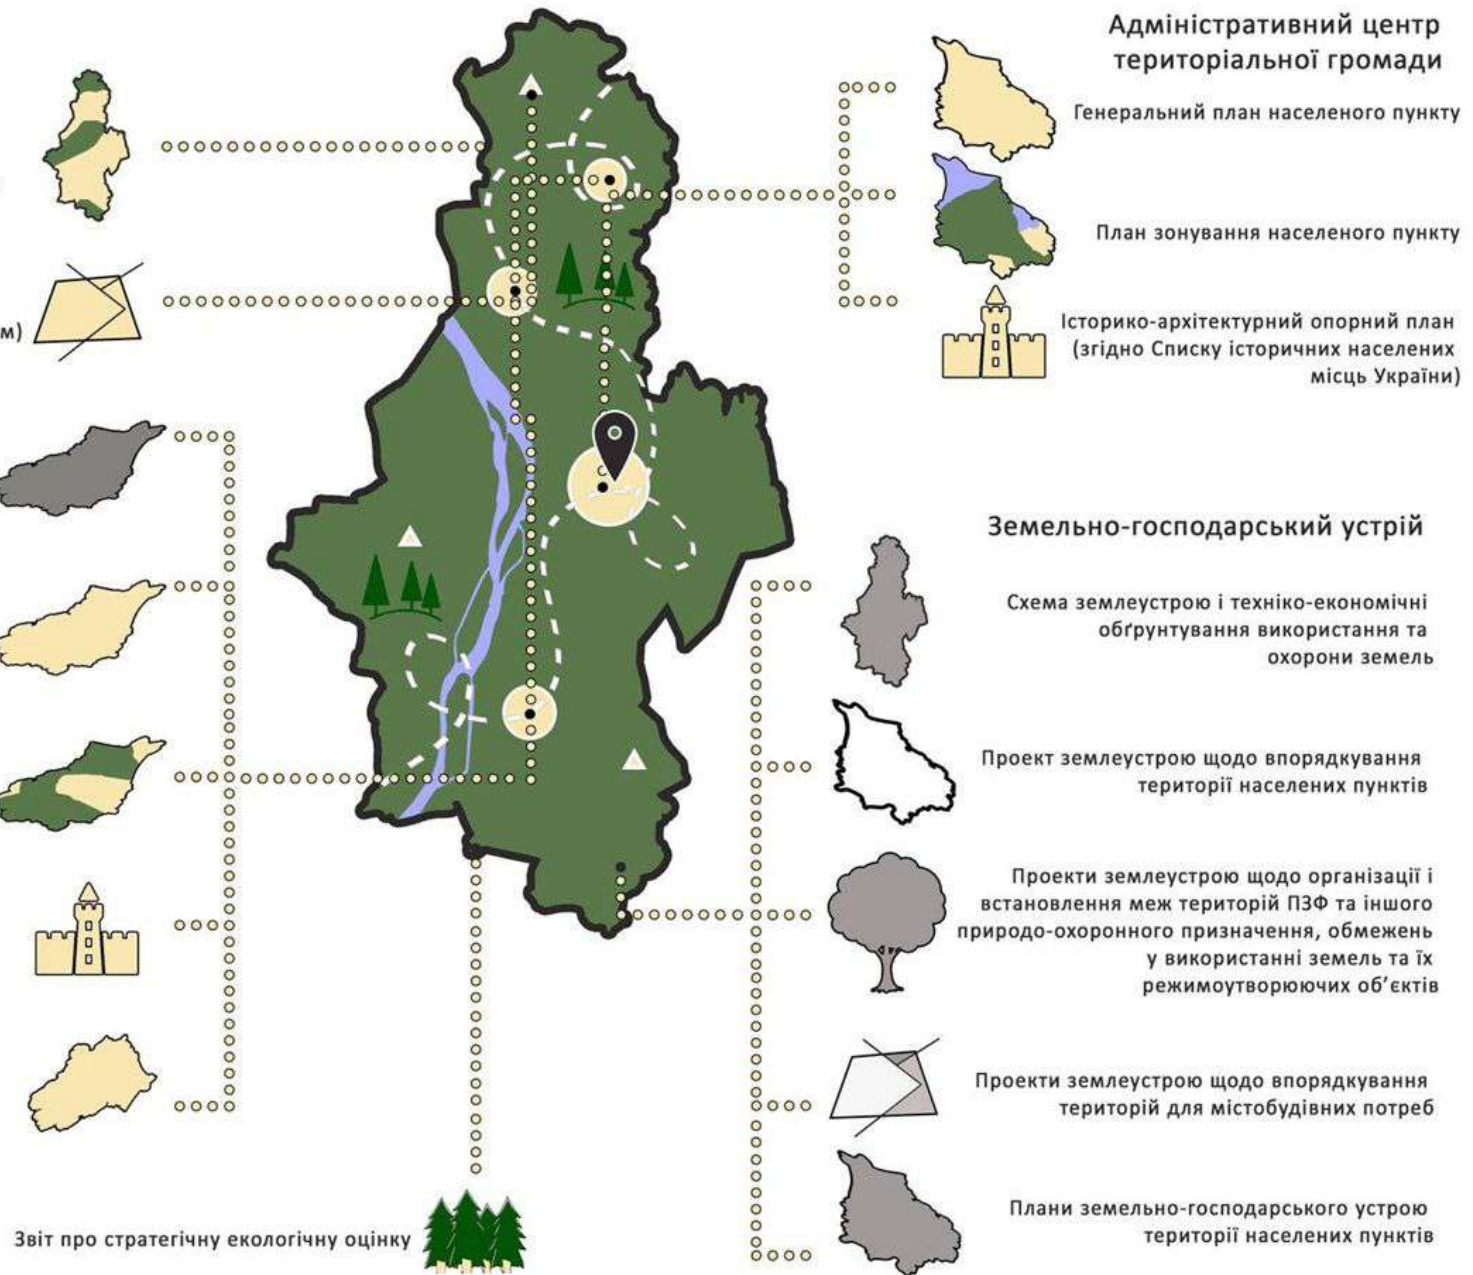 Адміністративний центр
територіальної громади
Генеральний план населеного пункту
План зонування населеного пункту
Історико-архітектурний опорний план
(згідно Списку історичних населених
місць України)
м)
Земельно-господарський устрій
Схема землеустрою і техніко-економічні
обґрунтування використання та
охорони земель
Проект землеустрою щодо впорядкування
території населених пунктів
Проекти землеустрою щодо організації і
встановлення меж територій ПЗФ та іншого
природо-охоронного призначення, обмежень
у використанні земель та їх
режимоутворюючих об’єктів
Проекти землеустрою щодо впорядкування
територій для містобудівних потреб
Плани земельно-господарського устрою
території населених пунктів
Звіт про стратегічну екологічну оцінку